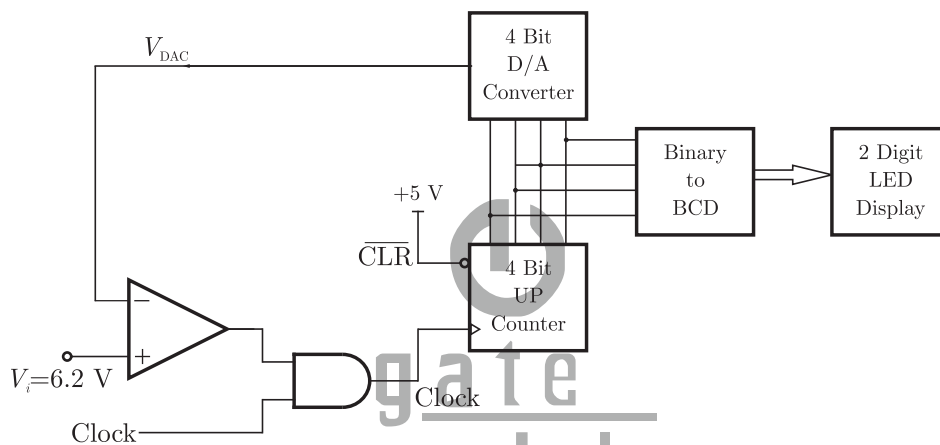 V_DAC
4 Bit
D/A
Converter
Binary
to
BCD
2 Digit
LED
Display
+5 V
CLR
4 Bit
UP
Counter
−
+
V_i=6.2 V
Clock
Clock
gate